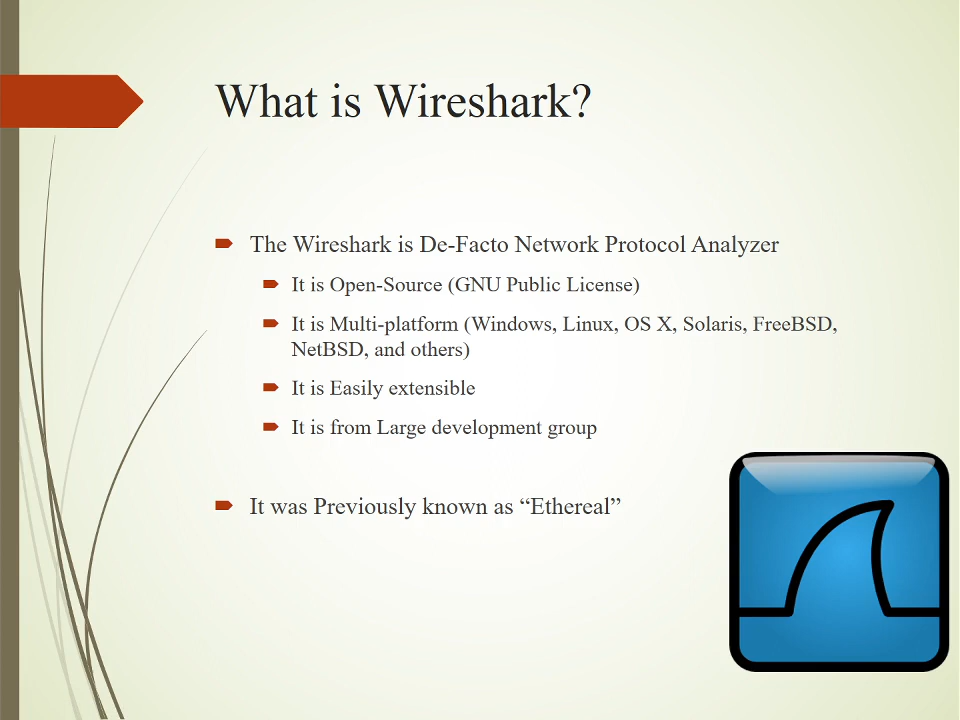 What is Wireshark?
The Wireshark is De-Facto Network Protocol Analyzer
It is Open-Source (GNU Public License)
It is Multi-platform (Windows, Linux, OS X, Solaris, FreeBSD,
NetBSD, and others)
It is Easily extensible
It is from Large development group
It was Previously known as “Ethereal”